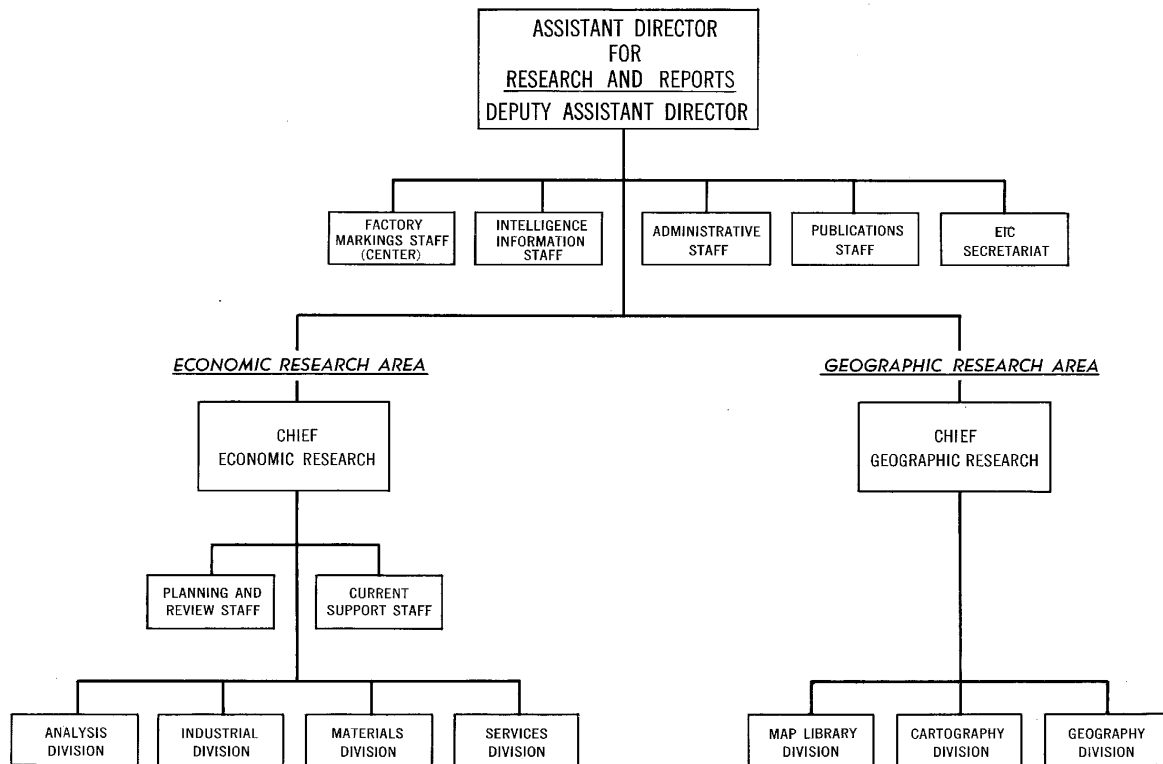 ASSISTANT DIRECTOR
FOR
RESEARCH AND REPORTS
DEPUTY ASSISTANT DIRECTOR
FACTORY
MARKINGS STAFF
(CENTER)
INTELLIGENCE
INFORMATION
STAFF
ADMINISTRATIVE
STAFF
PUBLICATIONS
STAFF
EIC
SECRETARIAT
ECONOMIC RESEARCH AREA
GEOGRAPHIC RESEARCH AREA
CHIEF
ECONOMIC RESEARCH
CHIEF
GEOGRAPHIC RESEARCH
PLANNING AND
REVIEW STAFF
CURRENT
SUPPORT STAFF
ANALYSIS
DIVISION
INDUSTRIAL
DIVISION
MATERIALS
DIVISION
SERVICES
DIVISION
MAP LIBRARY
DIVISION
CARTOGRAPHY
DIVISION
GEOGRAPHY
DIVISION